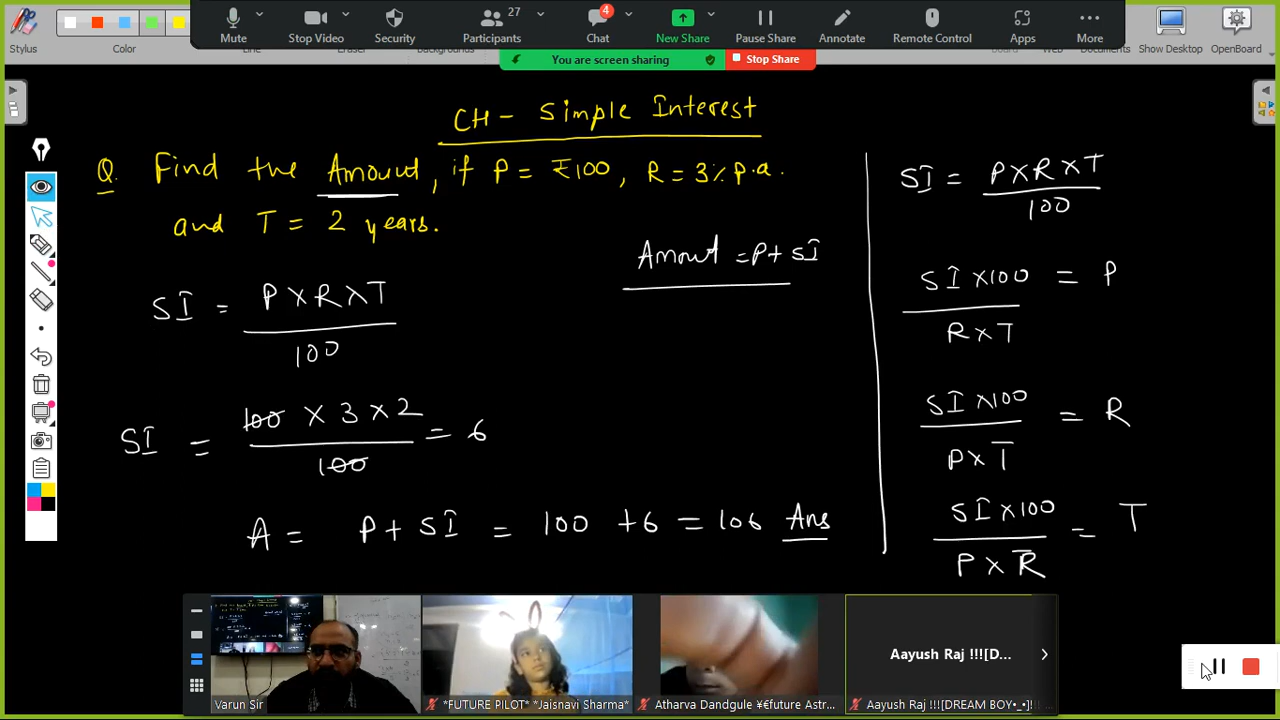 Mute
Stop Video
Security
27
Participants
4
Chat
New Share
Pause Share
Annotate
Remote Control
Apps
More
Stylus
Color
Show Desktop
OpenBoard
You are screen sharing
Stop Share
CH- Simple Interest
Q. Find the Amount, if P = ₹100, R = 3% p.a.
and T = 2 years.
Amout = P + SI
SI = P×R×T
100
SI = 100 × 3 × 2 = 6
100
A = P + SI = 100 + 6 = 106 Ans
SI = P×R×T
100
SI×100 = P
R×T
SI×100 = R
P×T
SI×100 = T
P×R
Varun Sir
*FUTURE PILOT* *Jaisnavi Sharma*
Atharva Dandgule ¥€future Astr...
Aayush Raj !!![D...
Aayush Raj !!![DREAM BOY•_•]!!